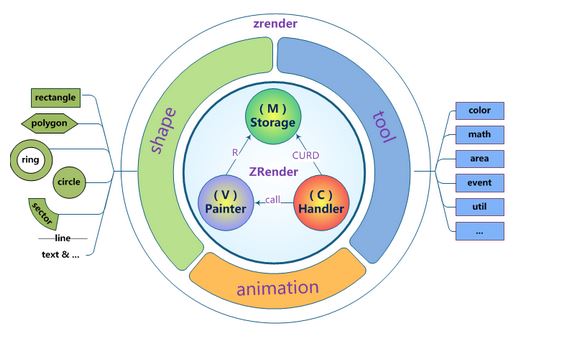 zrender
rectangle
polygon
ring
circle
sector
line
text & ...
shape
tool
animation
( M )
Storage
R
CURD
ZRender
( V )
Painter
call
( C )
Handler
color
math
area
event
util
...